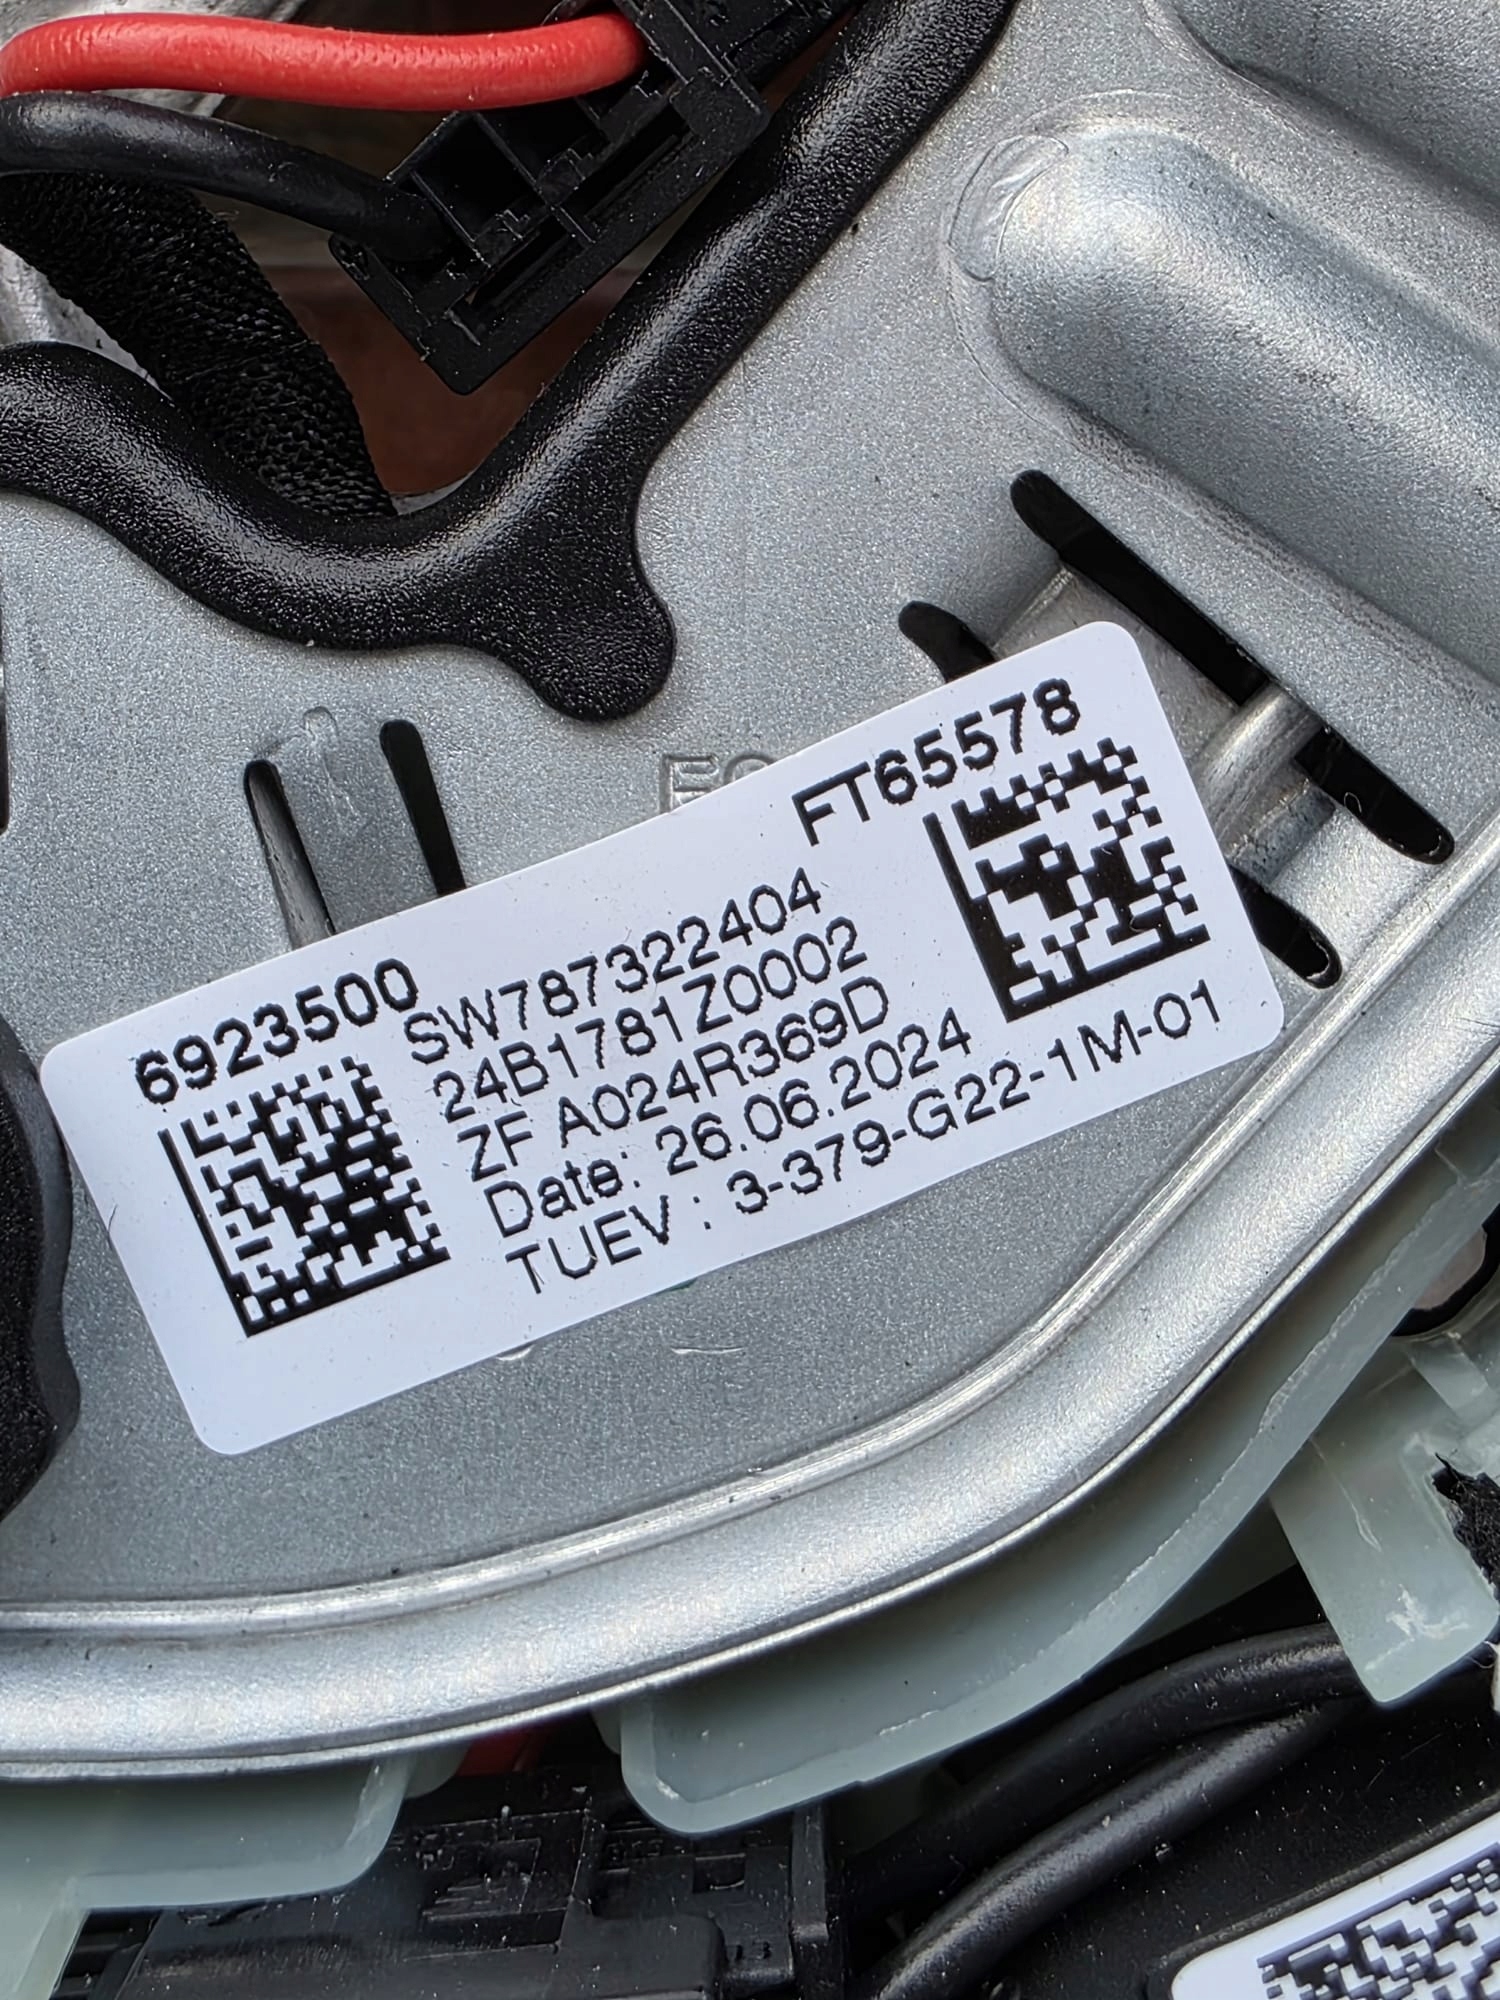 FT65578
6923500
SW787322404
24B1781Z0002
ZF A024R369D
Date: 26.06.2024
TUEV : 3-379-G22-1M-01